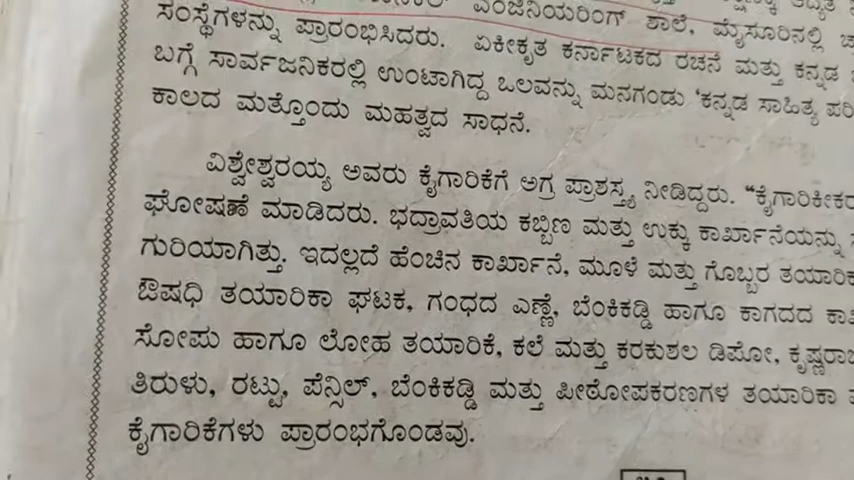 ಎಂಜಿನಿಯರಿಂಗ್ ಶಾಲೆ, ಮೈಸೂರಿನಲ್ಲಿ
ಸಂಸ್ಥೆಗಳನ್ನು ಪ್ರಾರಂಭಿಸಿದರು. ಏಕೀಕೃತ ಕರ್ನಾಟಕದ ರಚನೆ ಮತ್ತು ಕನ್ನಡ
ಬಗ್ಗೆ ಸಾರ್ವಜನಿಕರಲ್ಲಿ ಉಂಟಾಗಿದ್ದ ಒಲವನ್ನು ಮನಗಂಡು 'ಕನ್ನಡ ಸಾಹಿತ್ಯ ಪರಿ
ಕಾಲದ ಮತ್ತೊಂದು ಮಹತ್ವದ ಸಾಧನೆ.
ವಿಶ್ವೇಶ್ವರಯ್ಯ ಅವರು ಕೈಗಾರಿಕೆಗೆ ಅಗ್ರ ಪ್ರಾಶಸ್ತ್ಯ ನೀಡಿದ್ದರು. "ಕೈಗಾರಿಕೀಕರ
ಘೋಷಣೆ ಮಾಡಿದರು. ಭದ್ರಾವತಿಯ ಕಬ್ಬಿಣ ಮತ್ತು ಉಕ್ಕು ಕಾರ್ಖಾನೆಯನ್ನು
ಗುರಿಯಾಗಿತ್ತು. ಇದಲ್ಲದೆ ಹೆಂಚಿನ ಕಾರ್ಖಾನೆ, ಮೂಳೆ ಮತ್ತು ಗೊಬ್ಬರ ತಯಾರಿಕ
ಔಷಧಿ ತಯಾರಿಕಾ ಘಟಕ, ಗಂಧದ ಎಣ್ಣೆ, ಬೆಂಕಿಕಡ್ಡಿ ಹಾಗೂ ಕಾಗದದ ಕಾ
ಸೋಪು ಹಾಗೂ ಲೋಹ ತಯಾರಿಕೆ, ಕಲೆ ಮತ್ತು ಕರಕುಶಲ ಡಿಪೋ, ಕೃಷ್ಣರಾಜ
ತಿರುಳು, ರಟ್ಟು, ಪೆನ್ಸಿಲ್, ಬೆಂಕಿಕಡ್ಡಿ ಮತ್ತು ಪೀಠೋಪಕರಣಗಳ ತಯಾರಿಕಾ
ಕೈಗಾರಿಕೆಗಳು ಪ್ರಾರಂಭಗೊಂಡವು.